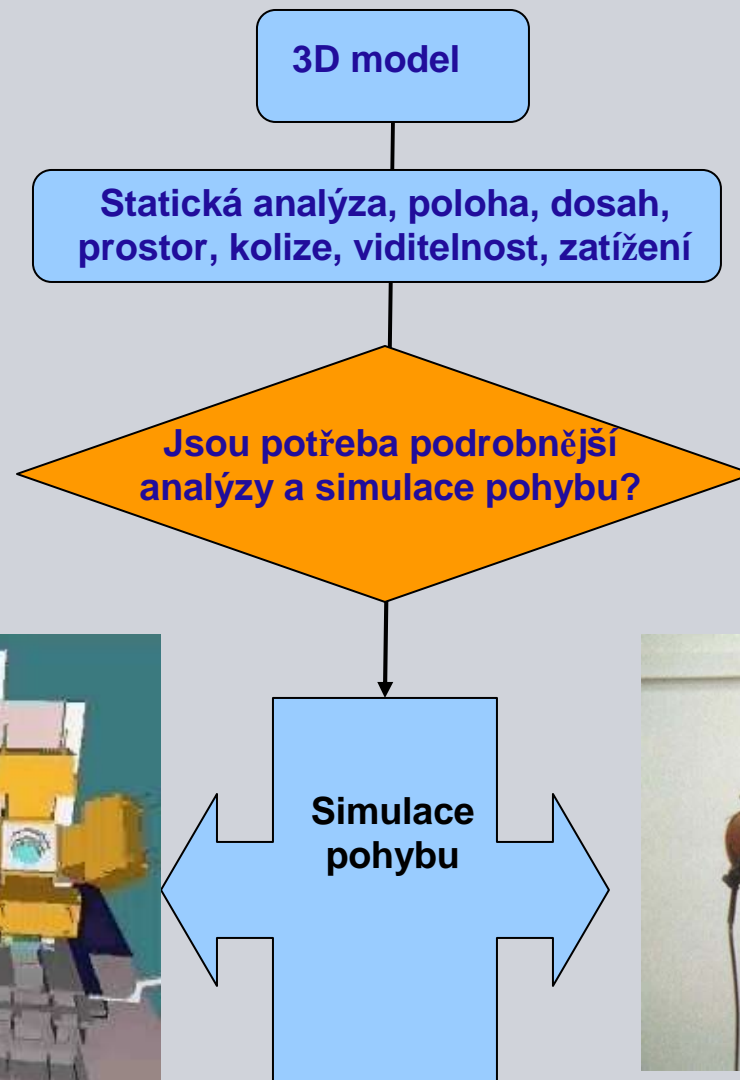 3D model
Statická analýza, poloha, dosah,
prostor, kolize, viditelnost, zatížení
Jsou potřeba podrobnější
analýzy a simulace pohybu?
Simulace
pohybu